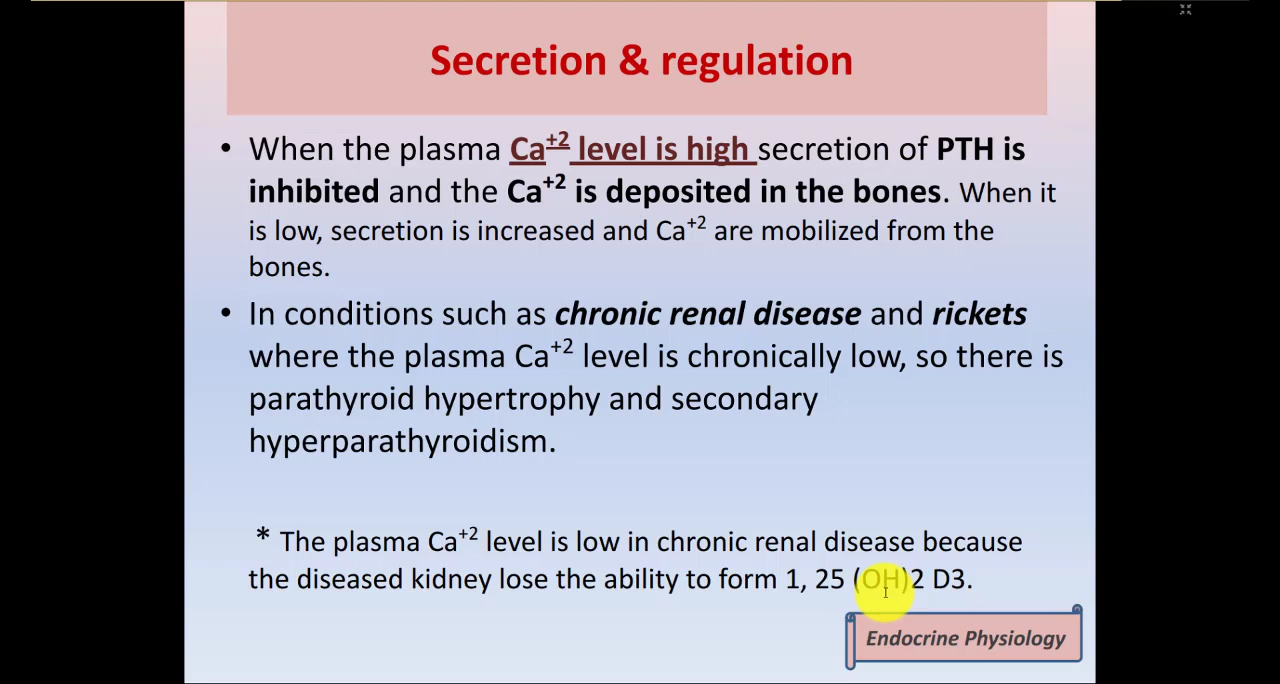 Secretion & regulation
• When the plasma Ca⁺² level is high secretion of PTH is
inhibited and the Ca⁺² is deposited in the bones. When it
is low, secretion is increased and Ca⁺² are mobilized from the
bones.
• In conditions such as chronic renal disease and rickets
where the plasma Ca⁺² level is chronically low, so there is
parathyroid hypertrophy and secondary
hyperparathyroidism.
* The plasma Ca⁺² level is low in chronic renal disease because
the diseased kidney lose the ability to form 1, 25 (OH)2 D3.
Endocrine Physiology